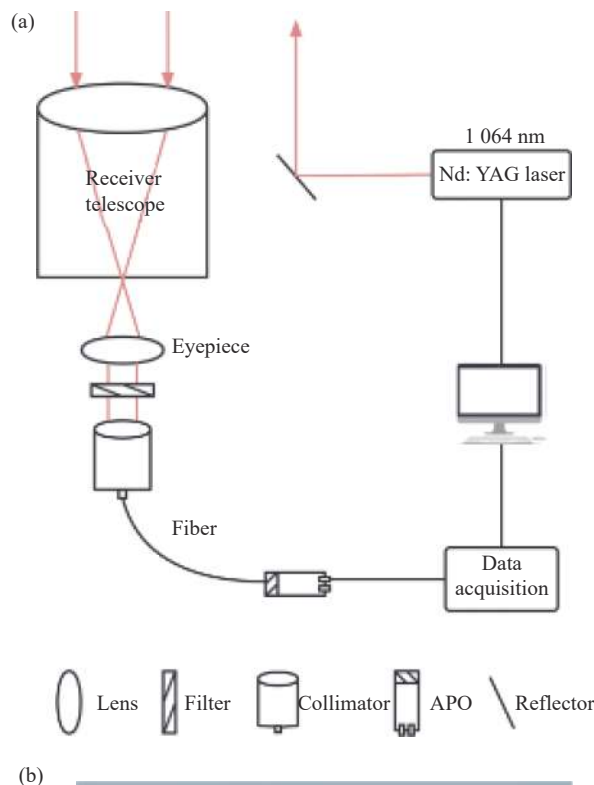 (a)
1 064 nm
Nd: YAG laser
Receiver
telescope
Eyepiece
Fiber
Data
acquisition
Lens
Filter
Collimator
APO
Reflector
(b)